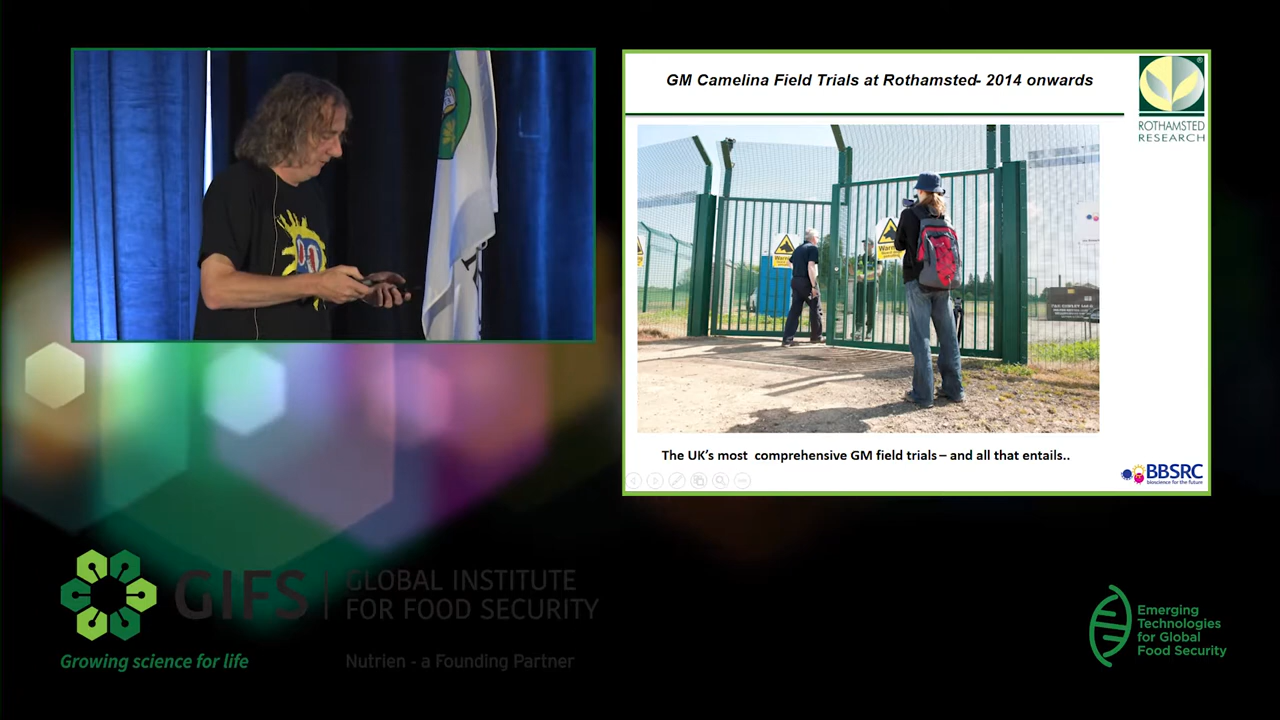 GM Camelina Field Trials at Rothamsted- 2014 onwards
ROTHAMSTED
RESEARCH
The UK's most comprehensive GM field trials – and all that entails..
BBSRC
bioscience for the future
GIFS
GLOBAL INSTITUTE
FOR FOOD SECURITY
Growing science for life
Nutrien - a Founding Partner
Emerging
Technologies
for Global
Food Security